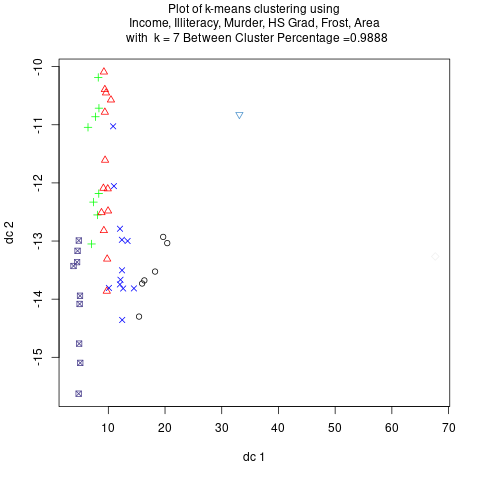 Plot of k-means clustering using
Income, Illiteracy, Murder, HS Grad, Frost, Area
with k = 7 Between Cluster Percentage =0.9888
-10
-11
-12
-13
-14
-15
dc 2
10
20
30
40
50
60
70
dc 1